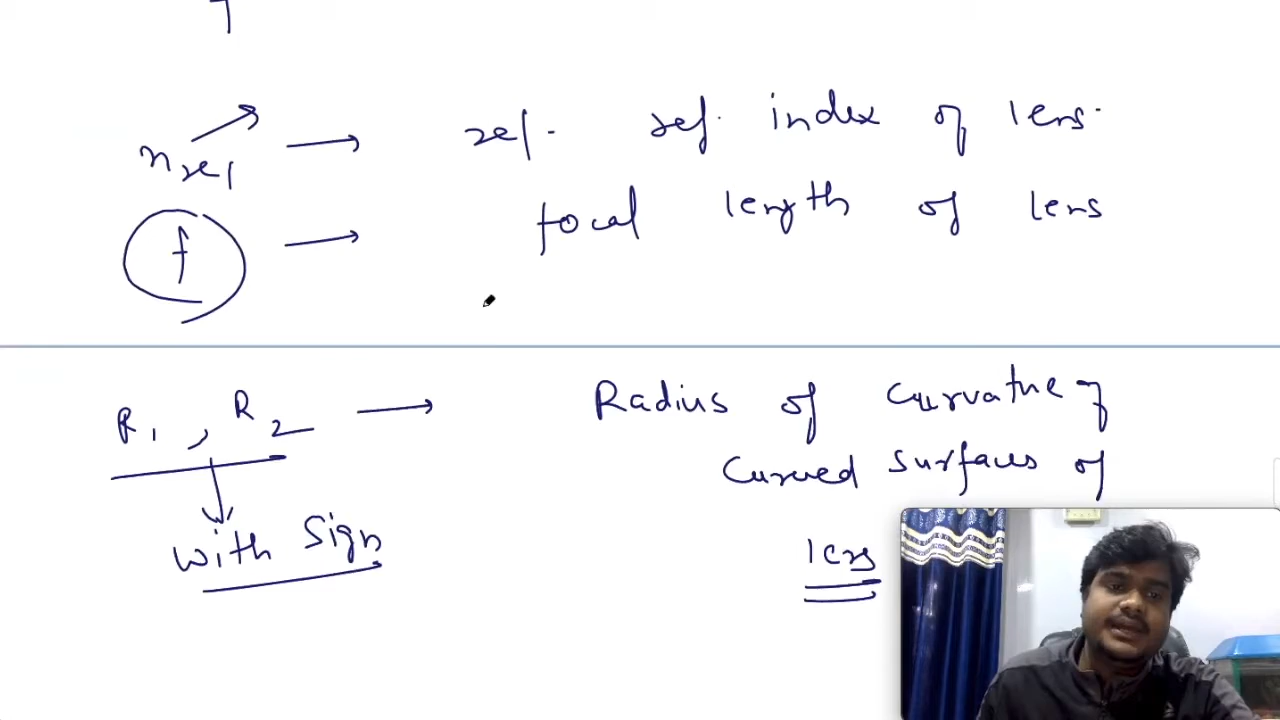 n rel → ref. ref. index of lens.
f → focal length of lens
R1, R2 → Radius of curvature of
Curved surfaces of
with sign
lens